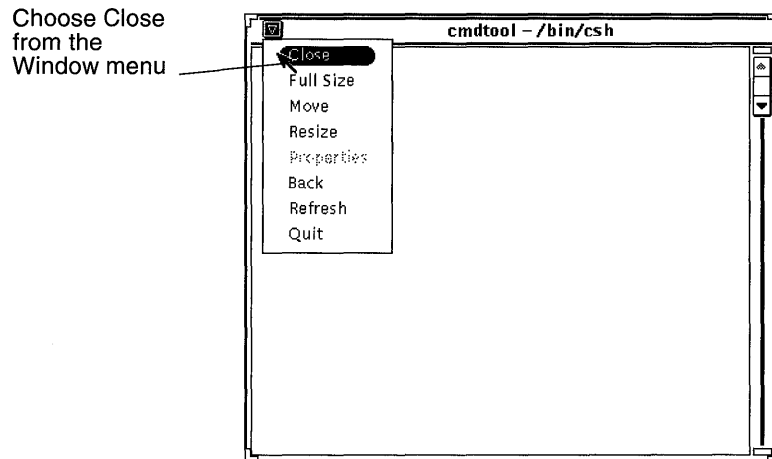 Choose Close
from the
Window menu
cmdtool – /bin/csh
Close
Full Size
Move
Resize
Properties
Back
Refresh
Quit